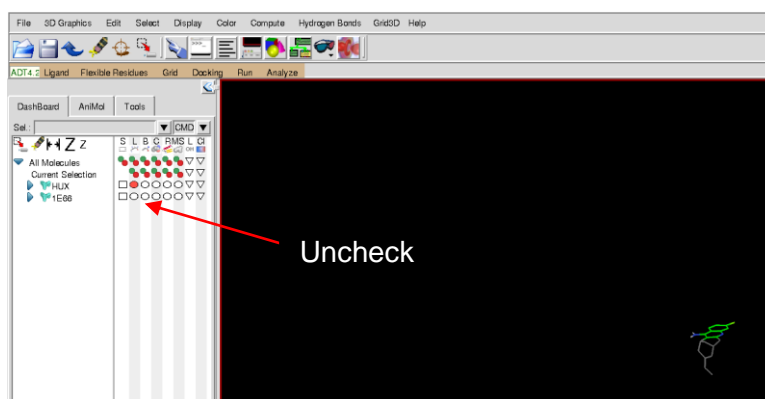 File 3D Graphics Edit Select Display Color Compute Hydrogen Bonds Grid3D Help
ADT4.2 Ligand Flexible Residues Grid Docking Run Analyze
DashBoard AniMol Tools
Sel.: CMD
Z Z S L B C R MS L Cl
All Molecules
Current Selection
HUX
1E66
Uncheck